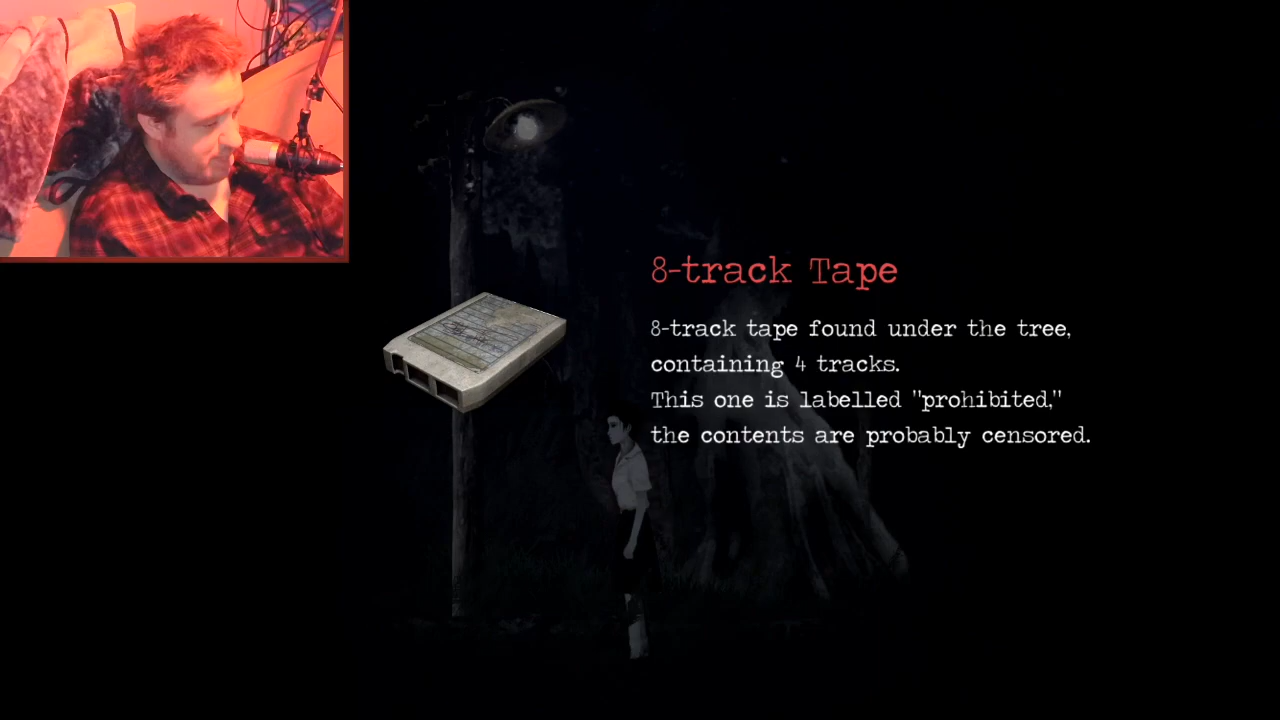 8-track Tape
8-track tape found under the tree,
containing 4 tracks.
This one is labelled "prohibited,"
the contents are probably censored.